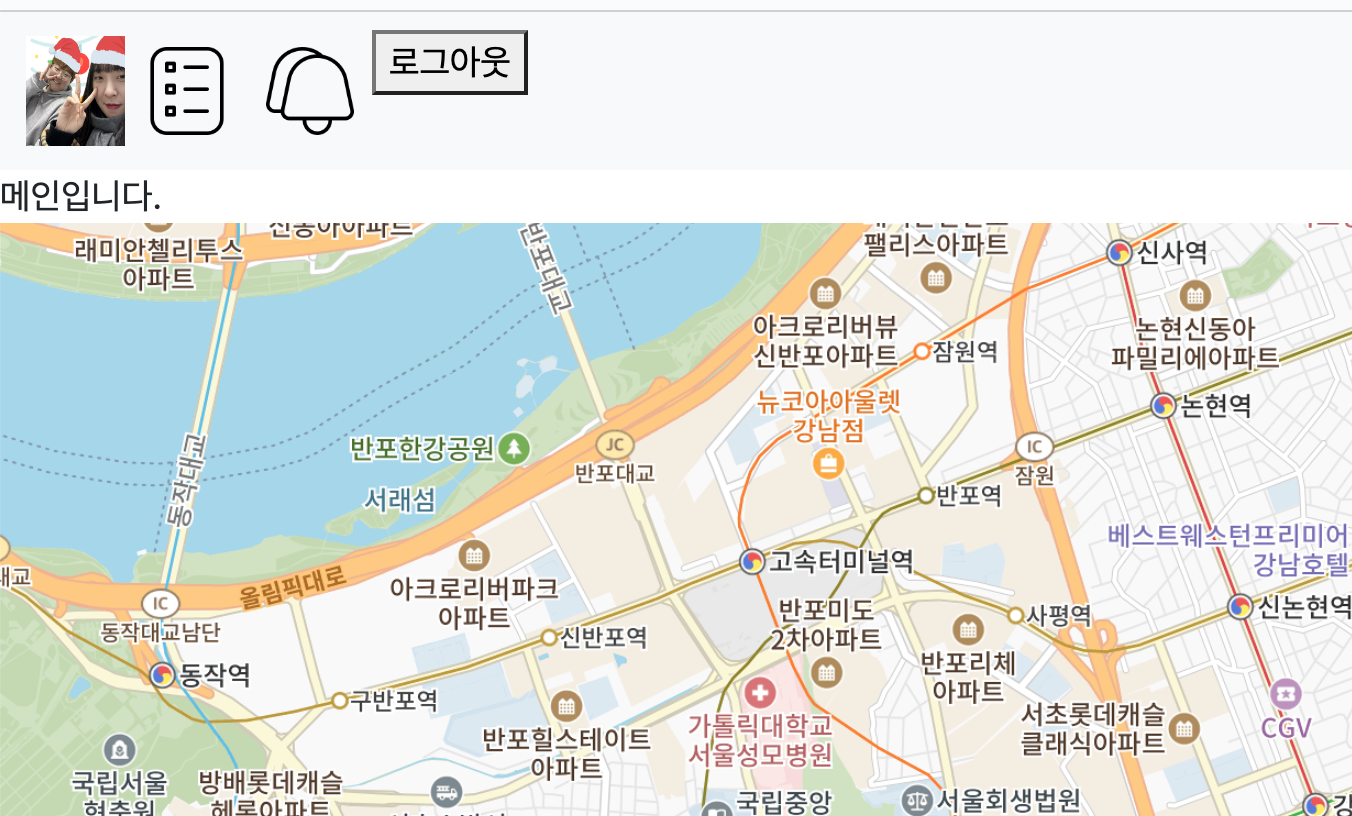 로그아웃
메인입니다.
래미안첼리투스
아파트
반포대교
팰리스아파트
신사역
아크로리버뷰
신반포아파트
잠원역
논현신동아
파밀리에아파트
뉴코아아울렛
강남점
논현역
동작대교
반포한강공원
서래섬
JC
반포대교
IC
잠원
반포역
베스트웨스턴프리미어
강남호텔
고속터미널역
올림픽대로
아크로리버파크
아파트
IC
동작대교남단
신반포역
반포미도
2차아파트
사평역
신논현역
동작역
구반포역
반포리체
아파트
서초롯데캐슬
클래식아파트
CGV
반포힐스테이트
아파트
가톨릭대학교
서울성모병원
국립서울
현충원
방배롯데캐슬
헤론아파트
국립중앙
서울회생법원